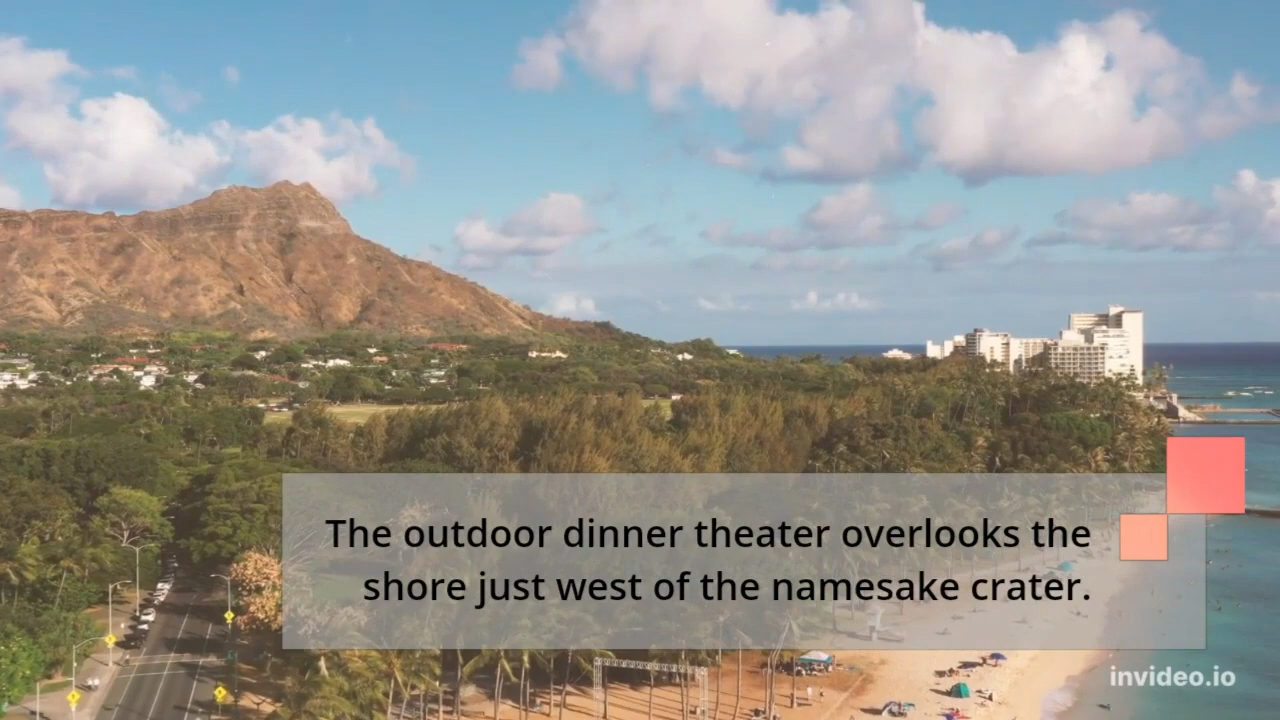 The outdoor dinner theater overlooks the
shore just west of the namesake crater.
invideo.io